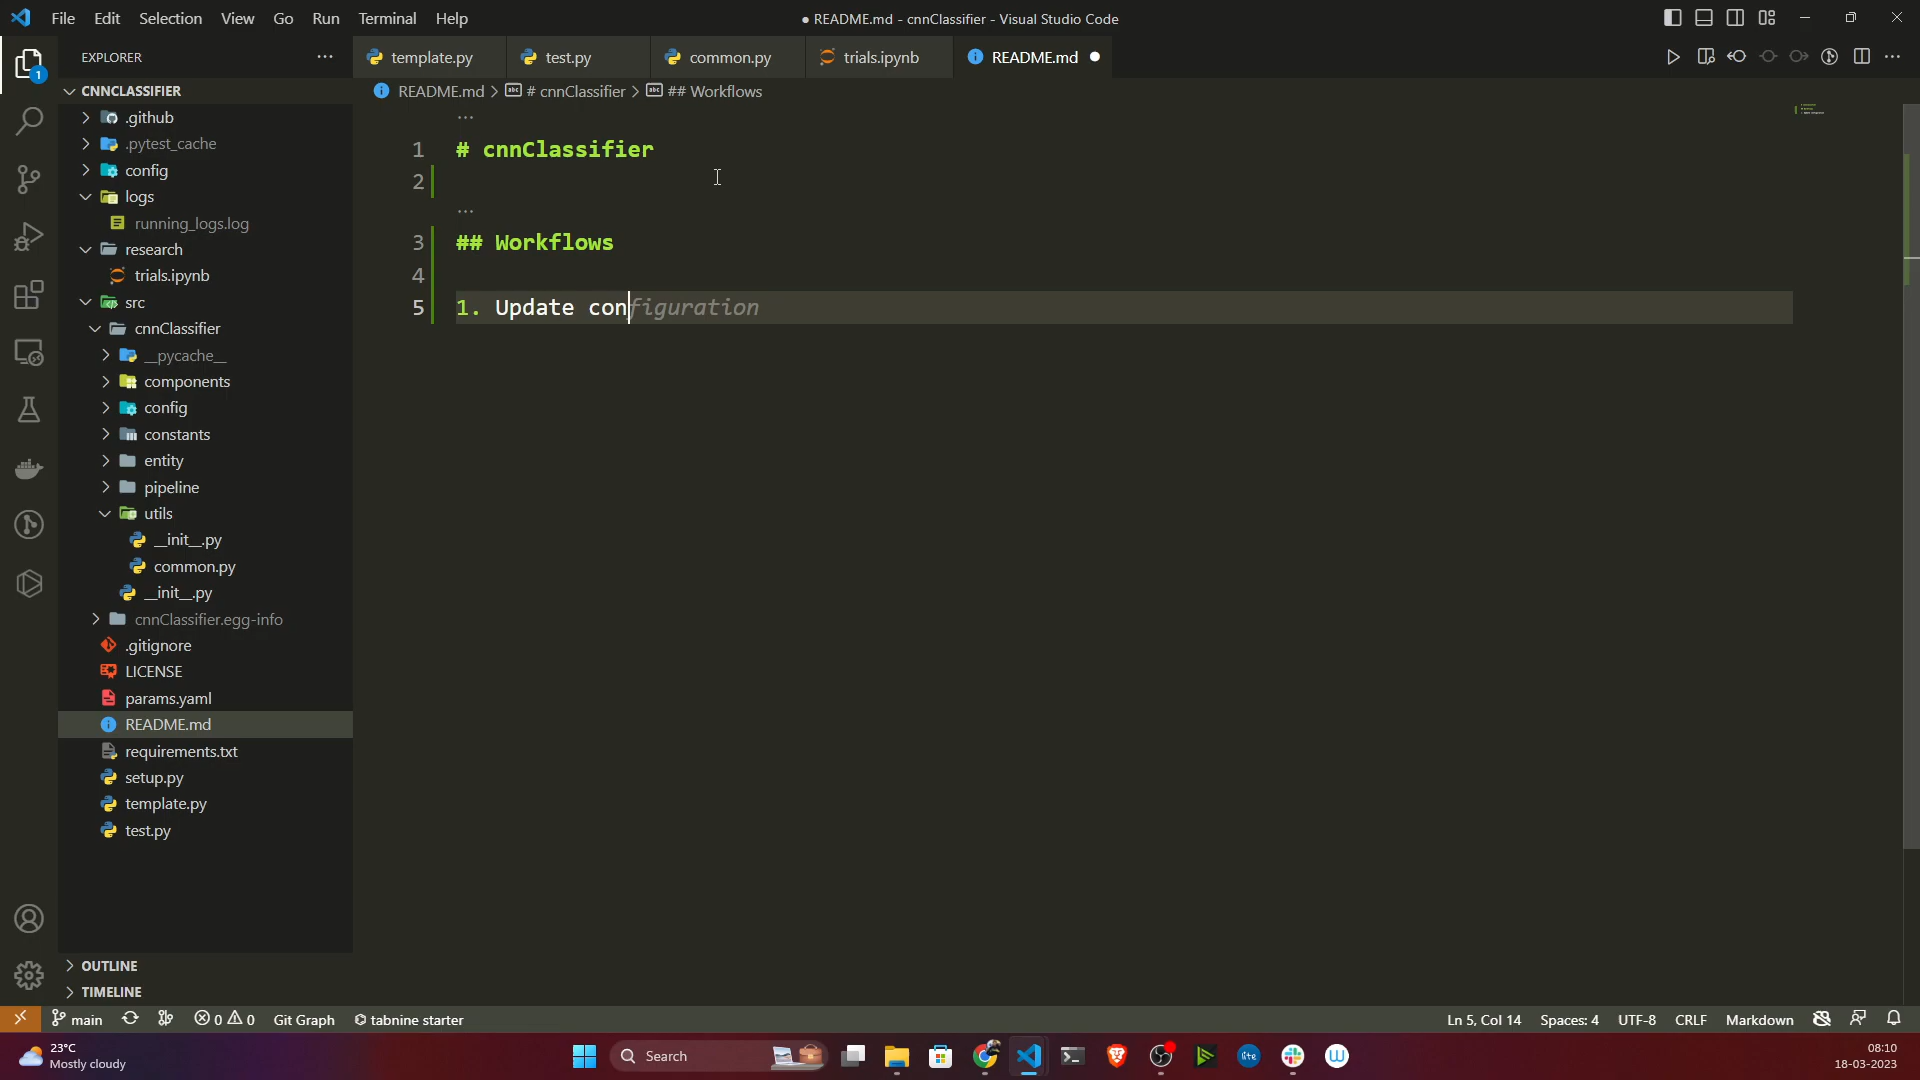 File Edit Selection View Go Run Terminal Help
● README.md - cnnClassifier - Visual Studio Code
EXPLORER
template.py
test.py
common.py
trials.ipynb
README.md
1
CNNCLASSIFIER
README.md > # cnnClassifier > ## Workflows
.github
.pytest_cache
config
logs
running_logs.log
research
trials.ipynb
src
cnnClassifier
__pycache__
components
config
constants
entity
pipeline
utils
__init__.py
common.py
__init__.py
cnnClassifier.egg-info
.gitignore
LICENSE
params.yaml
README.md
requirements.txt
setup.py
template.py
test.py
OUTLINE
TIMELINE
1 # cnnClassifier
2
3 ## Workflows
4
5 1. Update configuration
main
0 0
Git Graph
tabnine starter
Ln 5, Col 14
Spaces: 4
UTF-8
CRLF
Markdown
23°C
Mostly cloudy
Search
lite
08:10
18-03-2023